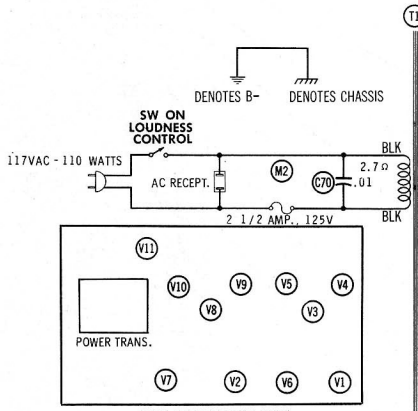 T1
DENOTES B-
DENOTES CHASSIS
SW ON
LOUDNESS
CONTROL
117VAC - 110 WATTS
AC RECEPT.
M2
C70
.01
BLK
2.7 Ω
BLK
2 1/2 AMP., 125V
V11
V10
V9
V5
V4
V8
V3
POWER TRANS.
V7
V2
V6
V1